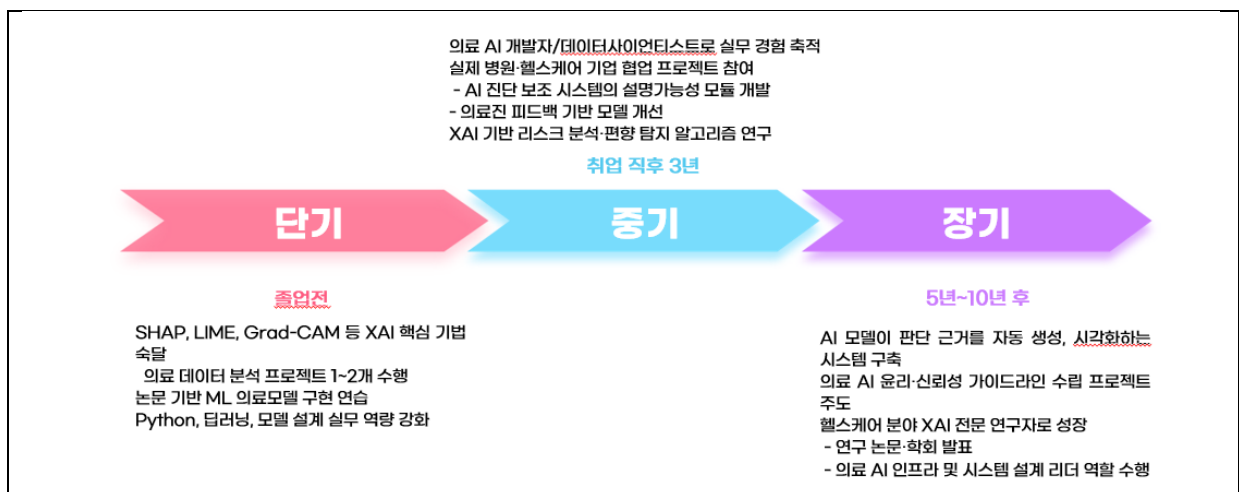 의료 AI 개발자/데이터사이언티스트로 실무 경험 축적
실제 병원·헬스케어 기업 협업 프로젝트 참여
- AI 진단 보조 시스템의 설명가능성 모듈 개발
- 의료진 피드백 기반 모델 개선
XAI 기반 리스크 분석·편향 탐지 알고리즘 연구
취업 직후 3년
단기
중기
장기
졸업전
SHAP, LIME, Grad-CAM 등 XAI 핵심 기법
숙달
의료 데이터 분석 프로젝트 1~2개 수행
논문 기반 ML 의료모델 구현 연습
Python, 딥러닝, 모델 설계 실무 역량 강화
5년~10년 후
AI 모델이 판단 근거를 자동 생성, 시각화하는
시스템 구축
의료 AI 윤리·신뢰성 가이드라인 수립 프로젝트
주도
헬스케어 분야 XAI 전문 연구자로 성장
- 연구 논문·학회 발표
- 의료 AI 인프라 및 시스템 설계 리더 역할 수행